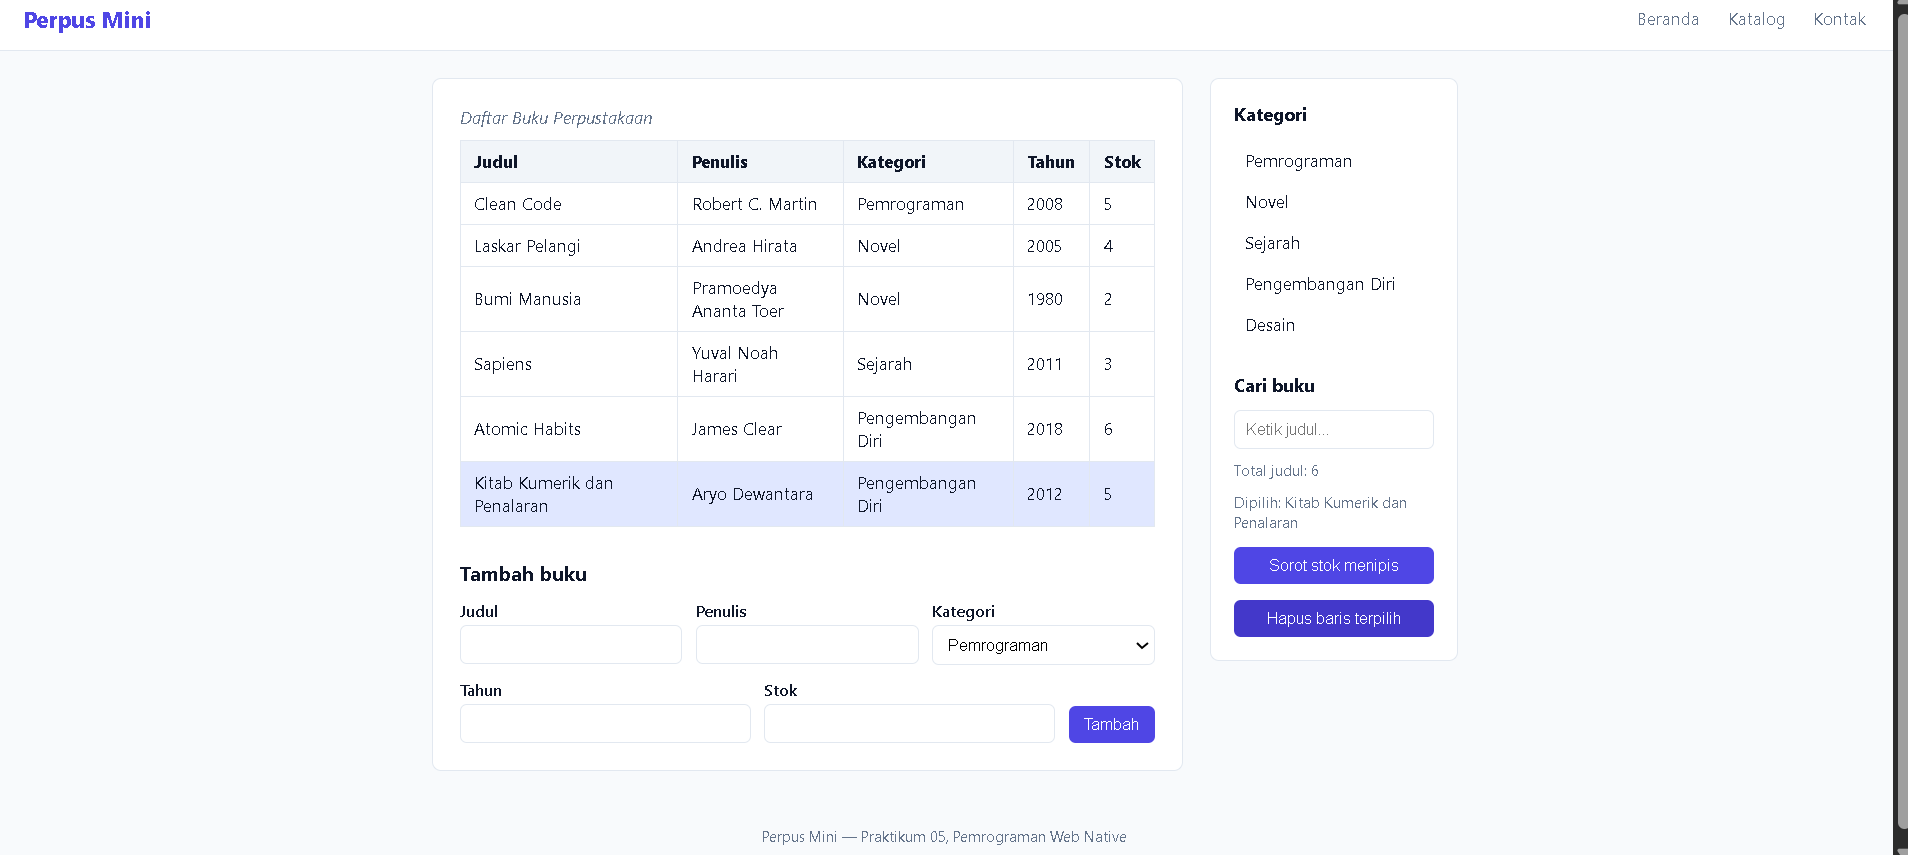 Perpus Mini
Beranda Katalog Kontak
Daftar Buku Perpustakaan
Judul Penulis Kategori Tahun Stok
Clean Code Robert C. Martin Pemrograman 2008 5
Laskar Pelangi Andrea Hirata Novel 2005 4
Bumi Manusia Pramoedya Ananta Toer Novel 1980 2
Sapiens Yuval Noah Harari Sejarah 2011 3
Atomic Habits James Clear Pengembangan Diri 2018 6
Kitab Kumerik dan Penalaran Aryo Dewantara Pengembangan Diri 2012 5
Tambah buku
Judul Penulis Kategori
Pemrograman
Tahun Stok
Tambah
Kategori
Pemrograman
Novel
Sejarah
Pengembangan Diri
Desain
Cari buku
Ketik judul...
Total judul: 6
Dipilih: Kitab Kumerik dan
Penalaran
Sorot stok menipis
Hapus baris terpilih
Perpus Mini — Praktikum 05, Pemrograman Web Native